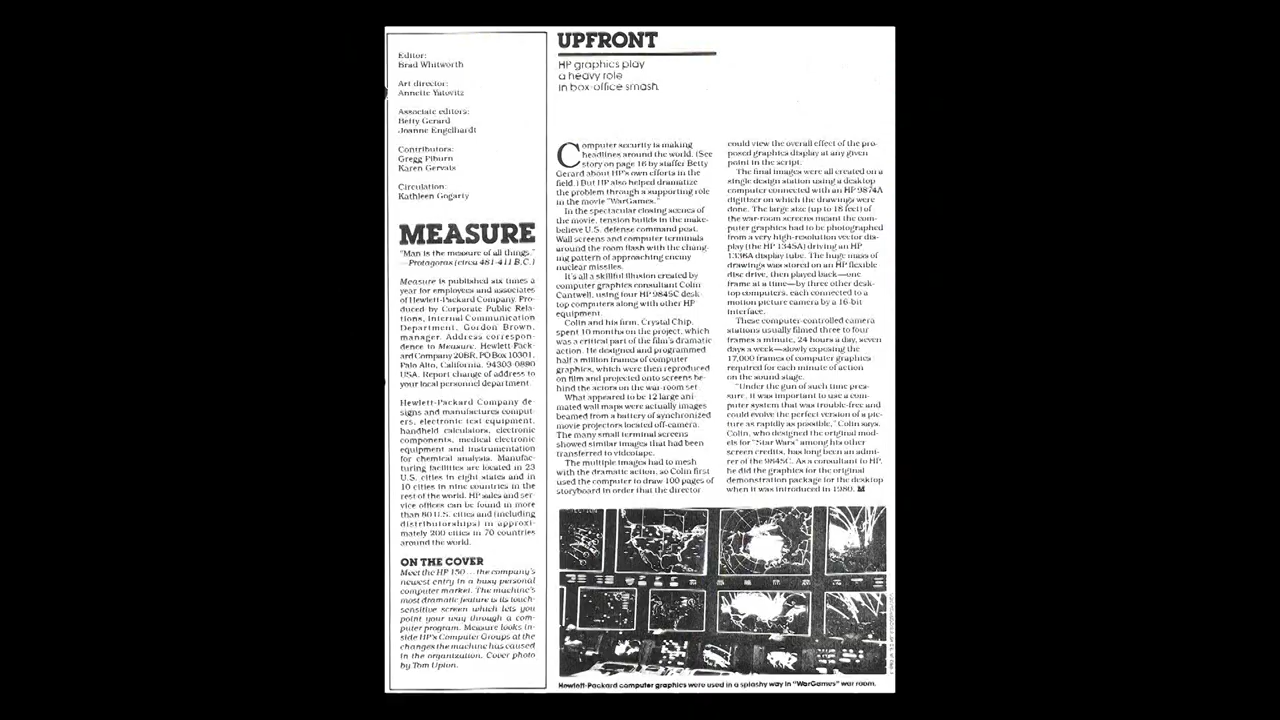 Editor:
Brad Whitworth
Art director:
Annette Yatovitz
Associate editors:
Betty Gerard
Joanne Engelhardt
Contributors:
Gregg Piburn
Karen Gervais
Circulation:
Kathleen Gogarty
MEASURE
"Man is the measure of all things."
—Protagoras (circa 481-411 B.C.)
Measure is published six times a
year for employees and associates
of Hewlett-Packard Company. Pro-
duced by Corporate Public Rela-
tions, Internal Communication
Department, Gordon Brown,
manager. Address correspon-
dence to Measure, Hewlett-Pack-
ard Company 20BR, PO Box 10301,
Palo Alto, California, 94303-0890
USA. Report change of address to
your local personnel department.
Hewlett-Packard Company de-
signs and manufactures comput-
ers, electronic test equipment,
handheld calculators, electronic
components, medical electronic
equipment and instrumentation
for chemical analysis. Manufac-
turing facilities are located in 23
U.S. cities in eight states and in
10 cities in nine countries in the
rest of the world. HP sales and ser-
vice offices can be found in more
than 80 U.S. cities and (including
distributorships) in approxi-
mately 200 cities in 70 countries
around the world.
ON THE COVER
Meet the HP 150 ... the company's
newest entry in a busy personal
computer market. The machine's
most dramatic feature is its touch-
sensitive screen which lets you
point your way through a com-
puter program. Measure looks in-
side HP's Computer Groups at the
changes the machine has caused
in the organization. Cover photo
by Tom Upton.
UPFRONT
HP graphics play
a heavy role
in box-office smash.
Computer security is making
headlines around the world. (See
story on page 16 by staffer Betty
Gerard about HP's own efforts in the
field.) But HP also helped dramatize
the problem through a supporting role
in the movie "WarGames."
In the spectacular closing scenes of
the movie, tension builds in the make-
believe U.S. defense command post.
Wall screens and computer terminals
around the room flash with the chang-
ing pattern of approaching enemy
nuclear missiles.
It's all a skillful illusion created by
computer graphics consultant Colin
Cantwell, using four HP 9845C desk-
top computers along with other HP
equipment.
Colin and his firm, Crystal Chip,
spent 10 months on the project, which
was a critical part of the film's dramatic
action. He designed and programmed
half a million frames of computer
graphics, which were then reproduced
on film and projected onto screens be-
hind the actors on the war-room set.
What appeared to be 12 large ani-
mated wall maps were actually images
beamed from a battery of synchronized
movie projectors located off-camera.
The many small terminal screens
showed similar images that had been
transferred to videotape.
The multiple images had to mesh
with the dramatic action, so Colin first
used the computer to draw 100 pages of
storyboard in order that the director
could view the overall effect of the pro-
posed graphics display at any given
point in the script.
The final images were all created on a
single design station using a desktop
computer connected with an HP 9874A
digitizer on which the drawings were
done. The large size (up to 18 feet) of
the war-room screens meant the com-
puter graphics had to be photographed
from a very high-resolution vector dis-
play (the HP 1345A) driving an HP
1336A display tube. The huge mass of
drawings was stored on an HP flexible
disc drive, then played back—one
frame at a time—by three other desk-
top computers, each connected to a
motion picture camera by a 16-bit
interface.
These computer-controlled camera
stations usually filmed three to four
frames a minute, 24 hours a day, seven
days a week—slowly exposing the
17,000 frames of computer graphics
required for each minute of action
on the sound stage.
"Under the gun of such time pres-
sure, it was important to use a com-
puter system that was trouble-free and
could evolve the perfect version of a pic-
ture as rapidly as possible," Colin says.
Colin, who designed the original mod-
els for "Star Wars" among his other
screen credits, has long been an admi-
rer of the 9845C. As a consultant to HP,
he did the graphics for the original
demonstration package for the desktop
when it was introduced in 1980. M
Hewlett-Packard computer graphics were used in a splashy way in "WarGames" war room.